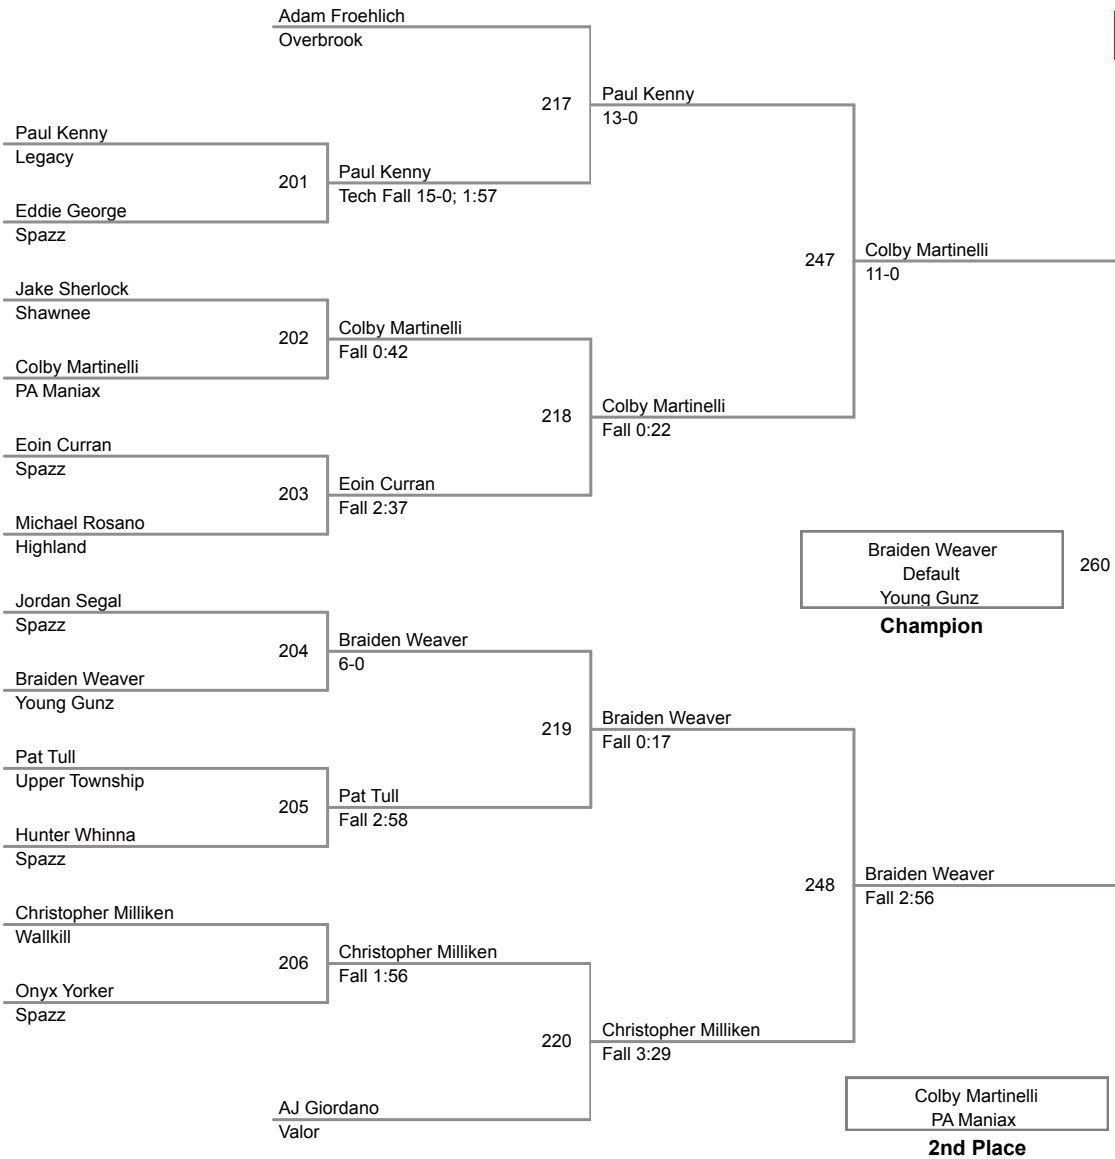 Adam Froehlich
Overbrook
217
Paul Kenny
13-0
Paul Kenny
Legacy
201
Paul Kenny
Tech Fall 15-0; 1:57
Eddie George
Spazz
247
Colby Martinelli
11-0
Jake Sherlock
Shawnee
202
Colby Martinelli
Fall 0:42
Colby Martinelli
PA Maniax
218
Colby Martinelli
Fall 0:22
Eoin Curran
Spazz
203
Eoin Curran
Fall 2:37
Michael Rosano
Highland
Braiden Weaver
Default
Young Gunz
260
Champion
Jordan Segal
Spazz
204
Braiden Weaver
6-0
Braiden Weaver
Young Gunz
219
Braiden Weaver
Fall 0:17
Pat Tull
Upper Township
205
Pat Tull
Fall 2:58
Hunter Whinna
Spazz
248
Braiden Weaver
Fall 2:56
Christopher Milliken
Wallkill
206
Christopher Milliken
Fall 1:56
Onyx Yorker
Spazz
220
Christopher Milliken
Fall 3:29
AJ Giordano
Valor
Colby Martinelli
PA Maniax
2nd Place